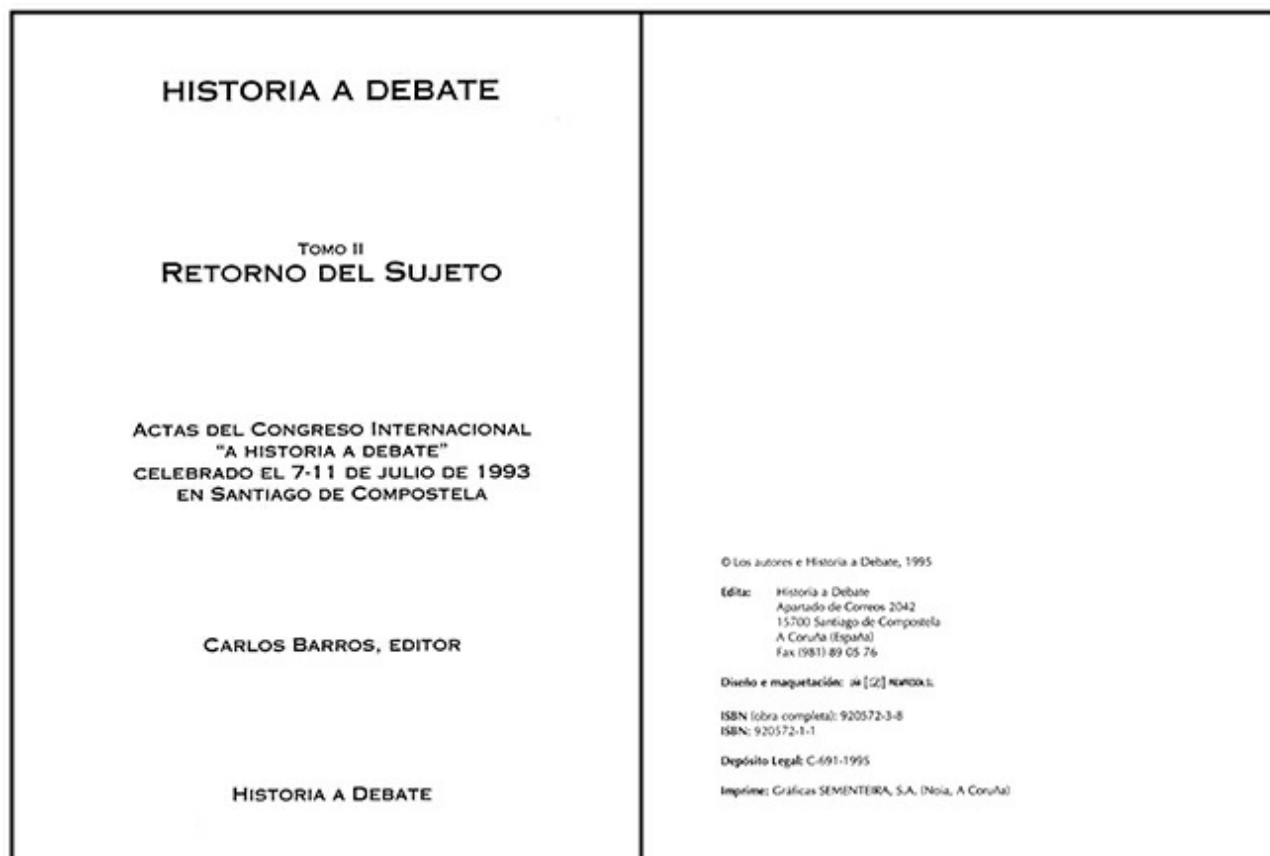 HISTORIA A DEBATE
TOMO II
RETORNO DEL SUJETO
ACTAS DEL CONGRESO INTERNACIONAL
"A HISTORIA A DEBATE"
CELEBRADO EL 7-11 DE JULIO DE 1993
EN SANTIAGO DE COMPOSTELA
CARLOS BARROS, EDITOR
HISTORIA A DEBATE
© Los autores e Historia a Debate, 1995
Edita: Historia a Debate
Apartado de Correos 2042
15700 Santiago de Compostela
A Coruña (España)
Fax (981) 89 05 76
Diseño e maquetación:
ISBN (obra completa): 920572-3-8
ISBN: 920572-1-1
Depósito Legal: C-691-1995
Imprime: Gráficas SEMENTEIRA, S.A. (Noia, A Coruña)